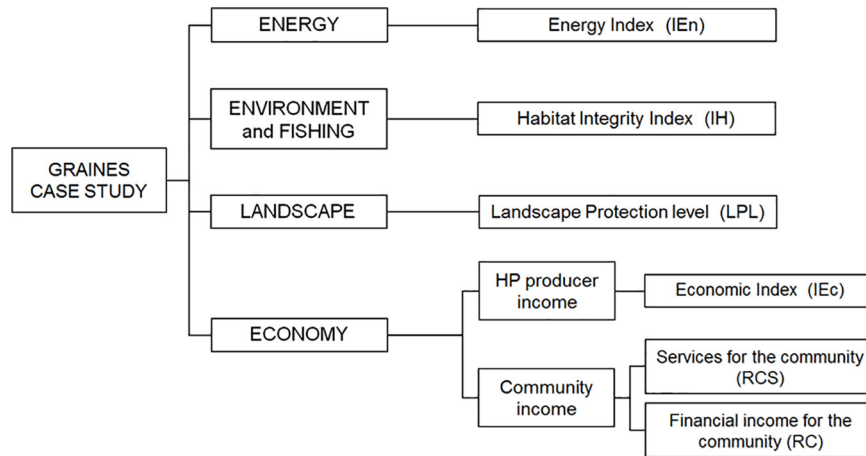 ENERGY
Energy Index (IEn)
ENVIRONMENT
and FISHING
Habitat Integrity Index (IH)
GRAINES
CASE STUDY
LANDSCAPE
Landscape Protection level (LPL)
HP producer
income
Economic Index (IEc)
ECONOMY
Community
income
Services for the community
(RCS)
Financial income for the
community (RC)